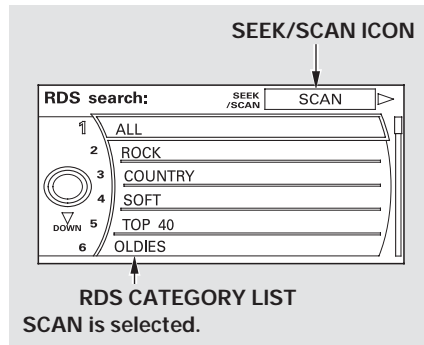 SEEK/SCAN ICON
RDS search: SEEK /SCAN SCAN
1 ALL
2 ROCK
3 COUNTRY
4 SOFT
DOWN 5 TOP 40
6 OLDIES
RDS CATEGORY LIST
SCAN is selected.